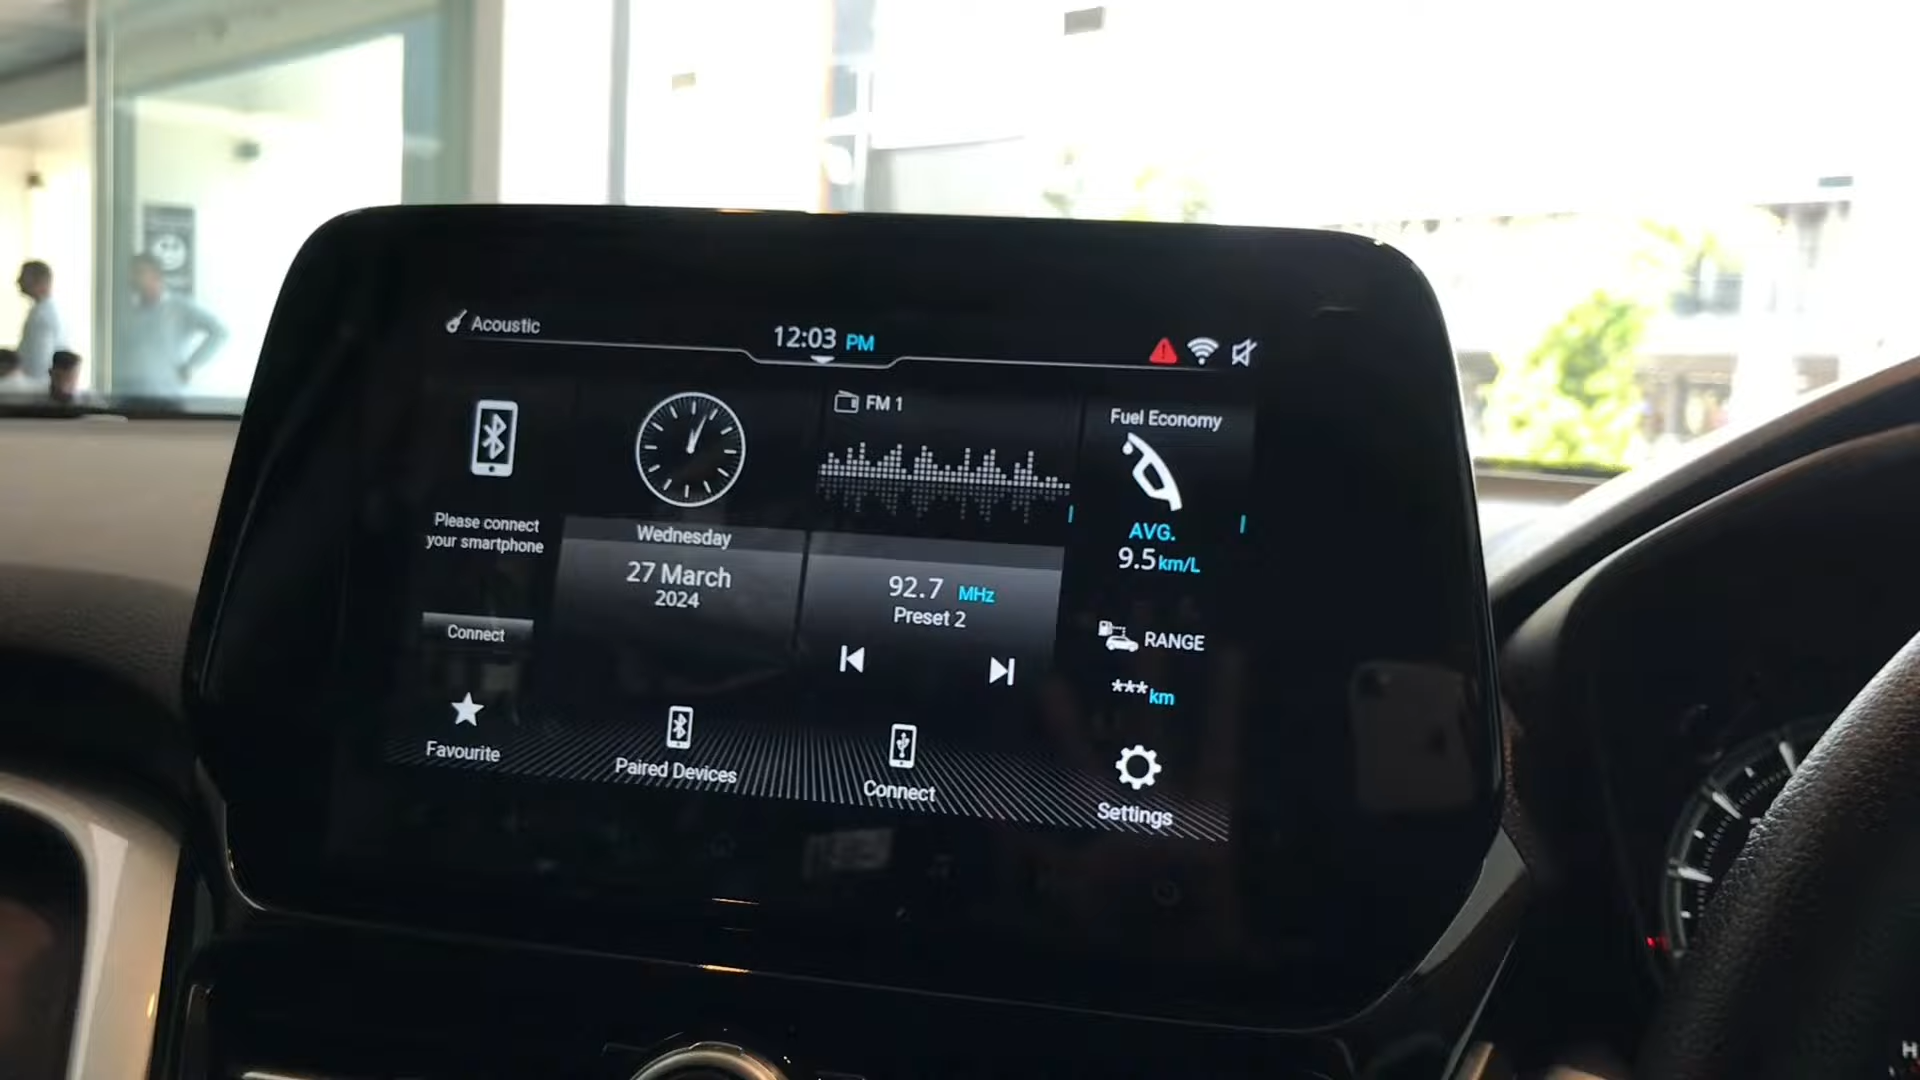 Acoustic
12:03 PM
Please connect
your smartphone
Connect
Wednesday
27 March
2024
FM 1
92.7 MHz
Preset 2
Fuel Economy
AVG.
9.5 km/L
RANGE
*** km
Favourite
Paired Devices
Connect
Settings
H